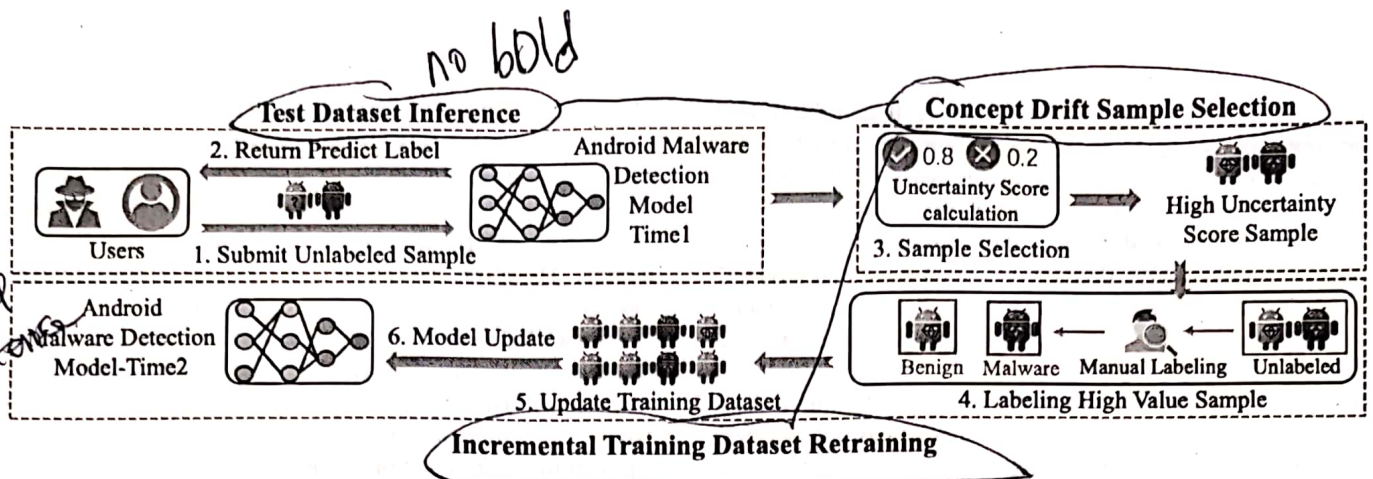 no bold
Test Dataset Inference
Concept Drift Sample Selection
2. Return Predict Label
Android Malware
Detection
Model
Time1
Users
1. Submit Unlabeled Sample
0.8 0.2
Uncertainty Score
calculation
3. Sample Selection
High Uncertainty
Score Sample
Android
Malware Detection
Model-Time2
6. Model Update
5. Update Training Dataset
Benign Malware Manual Labeling Unlabeled
4. Labeling High Value Sample
Incremental Training Dataset Retraining